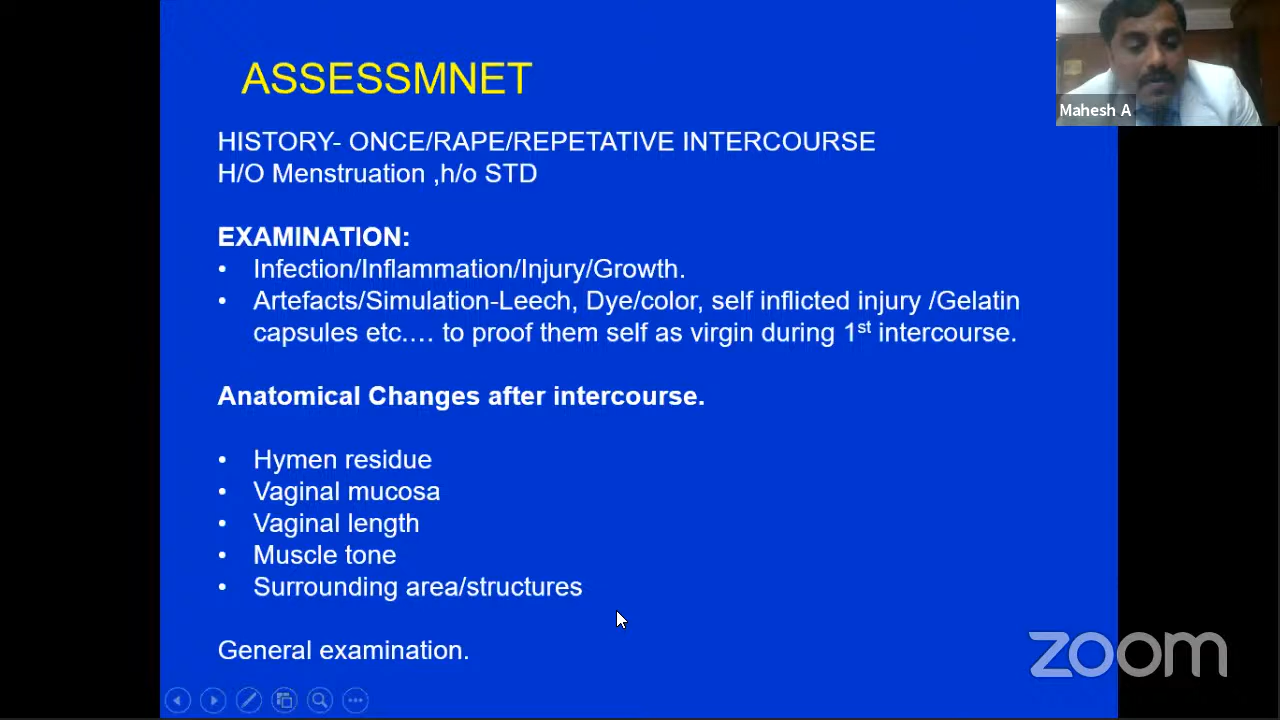 ASSESSMNET
Mahesh A
HISTORY- ONCE/RAPE/REPETATIVE INTERCOURSE
H/O Menstruation ,h/o STD
EXAMINATION:
• Infection/Inflammation/Injury/Growth.
• Artefacts/Simulation-Leech, Dye/color, self inflicted injury /Gelatin
capsules etc.… to proof them self as virgin during 1st intercourse.
Anatomical Changes after intercourse.
• Hymen residue
• Vaginal mucosa
• Vaginal length
• Muscle tone
• Surrounding area/structures
General examination.
zoom